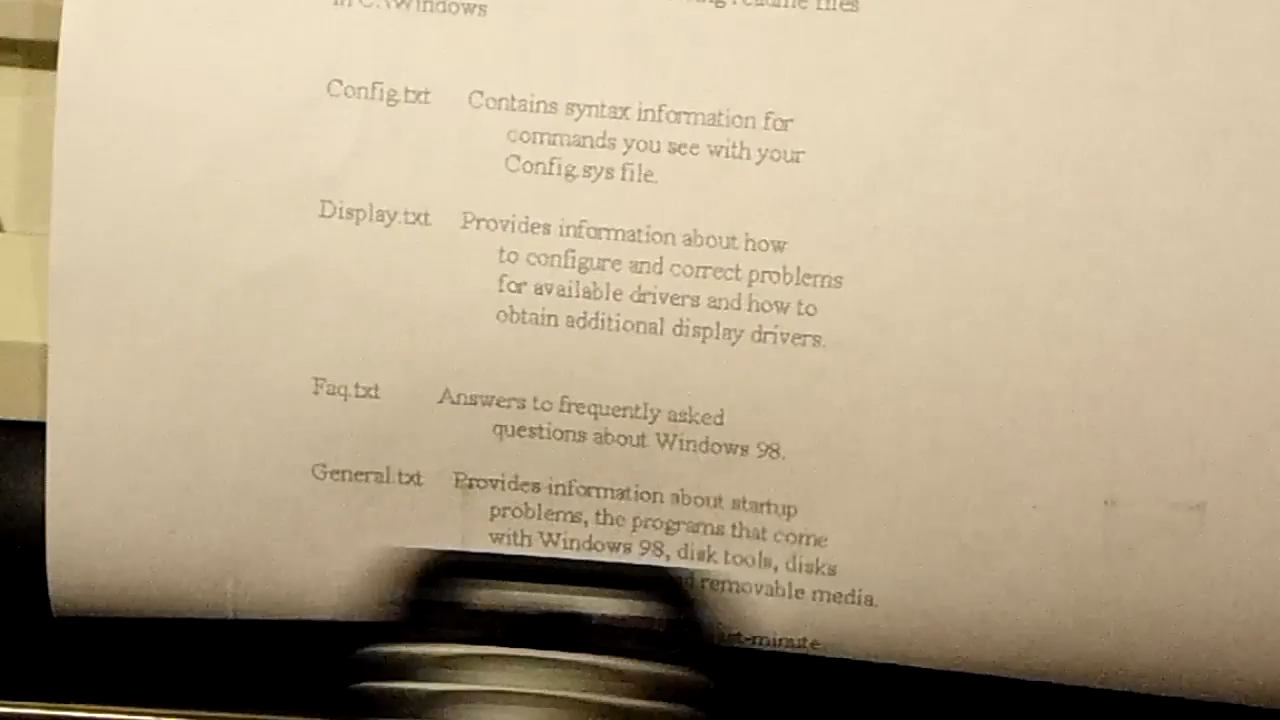 readme files
in C:\Windows
Config.txt Contains syntax information for
commands you see with your
Config.sys file.
Display.txt Provides information about how
to configure and correct problems
for available drivers and how to
obtain additional display drivers.
Faq.txt Answers to frequently asked
questions about Windows 98.
General.txt Provides information about startup
problems, the programs that come
with Windows 98, disk tools, disks
removable media.